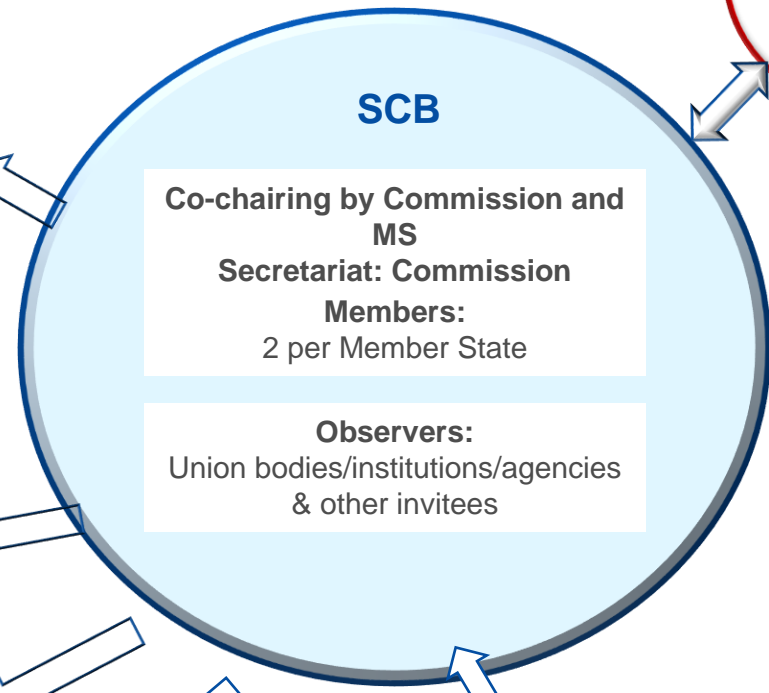 SCB
Co-chairing by Commission and
MS
Secretariat: Commission
Members:
2 per Member State
Observers:
Union bodies/institutions/agencies
& other invitees